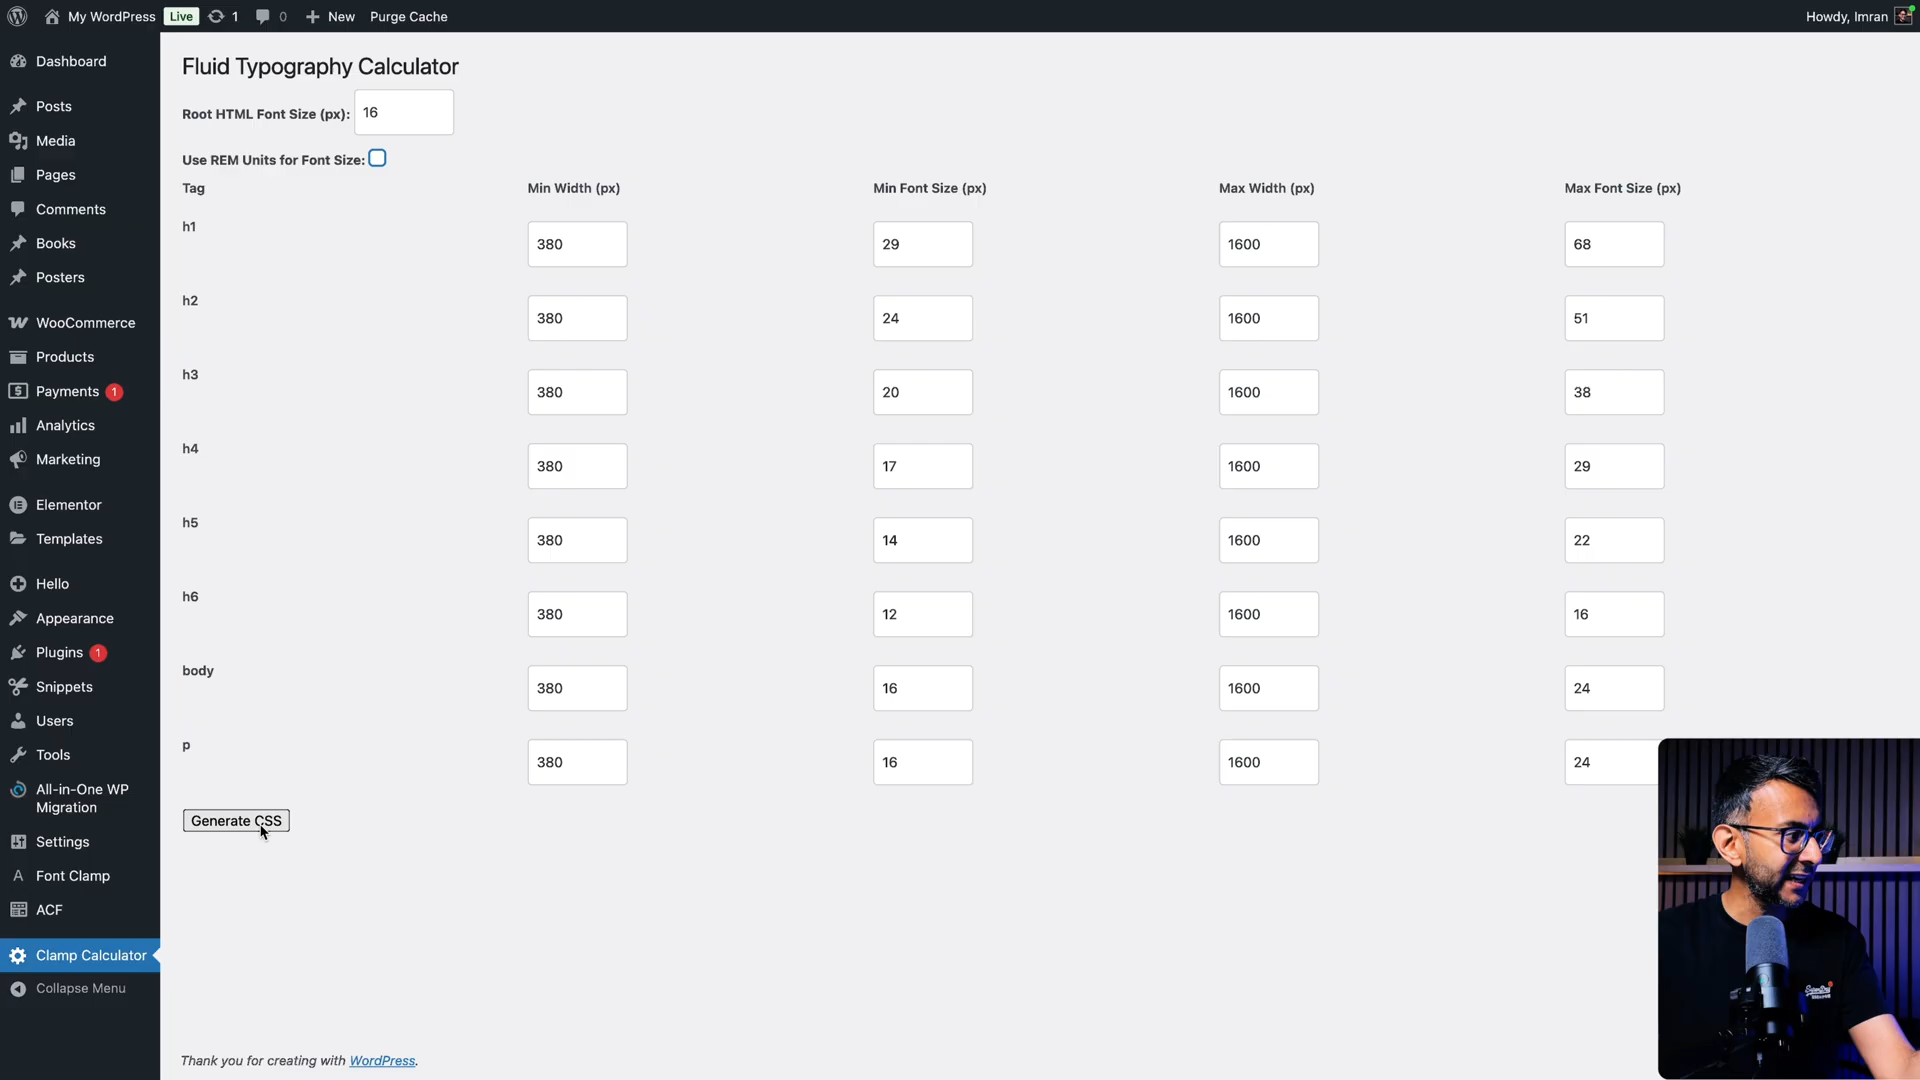 My WordPress
Live
1
0
New
Purge Cache
Howdy, Imran
Dashboard
Posts
Media
Pages
Comments
Books
Posters
WooCommerce
Products
Payments 1
Analytics
Marketing
Elementor
Templates
Hello
Appearance
Plugins 1
Snippets
Users
Tools
All-in-One WP
Migration
Settings
Font Clamp
ACF
Clamp Calculator
Collapse Menu
Fluid Typography Calculator
Root HTML Font Size (px): 16
Use REM Units for Font Size:
Tag Min Width (px) Min Font Size (px) Max Width (px) Max Font Size (px)
h1 380 29 1600 68
h2 380 24 1600 51
h3 380 20 1600 38
h4 380 17 1600 29
h5 380 14 1600 22
h6 380 12 1600 16
body 380 16 1600 24
p 380 16 1600 24
Generate CSS
Thank you for creating with WordPress.